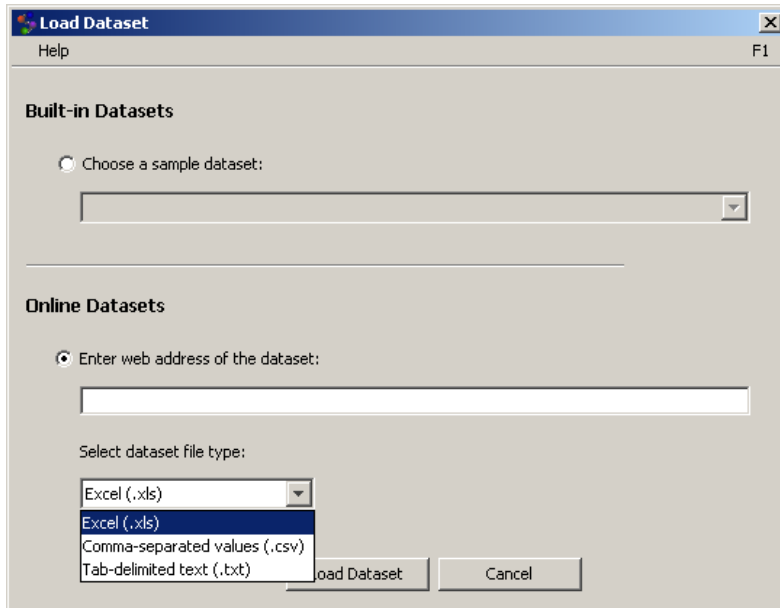 Load Dataset
Help F1
Built-in Datasets
Choose a sample dataset:
Online Datasets
Enter web address of the dataset:
Select dataset file type:
Excel (.xls)
Excel (.xls)
Comma-separated values (.csv)
Tab-delimited text (.txt)
Load Dataset Cancel